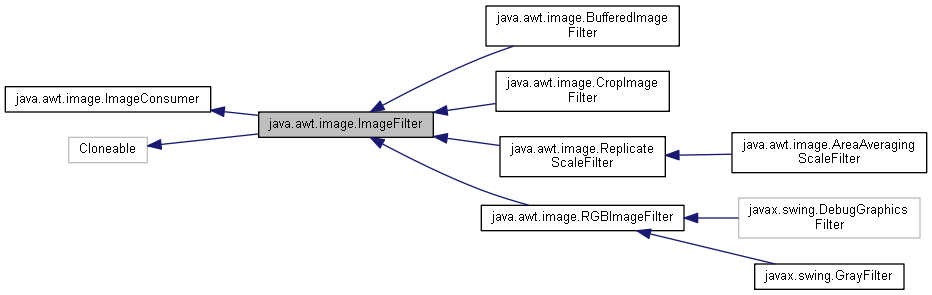 java.awt.image.BufferedImage
Filter
java.awt.image.CropImage
Filter
java.awt.image.ImageConsumer
java.awt.image.ImageFilter
Cloneable
java.awt.image.Replicate
ScaleFilter
java.awt.image.AreaAveraging
ScaleFilter
java.awt.image.RGBImageFilter
javax.swing.DebugGraphics
Filter
javax.swing.GrayFilter